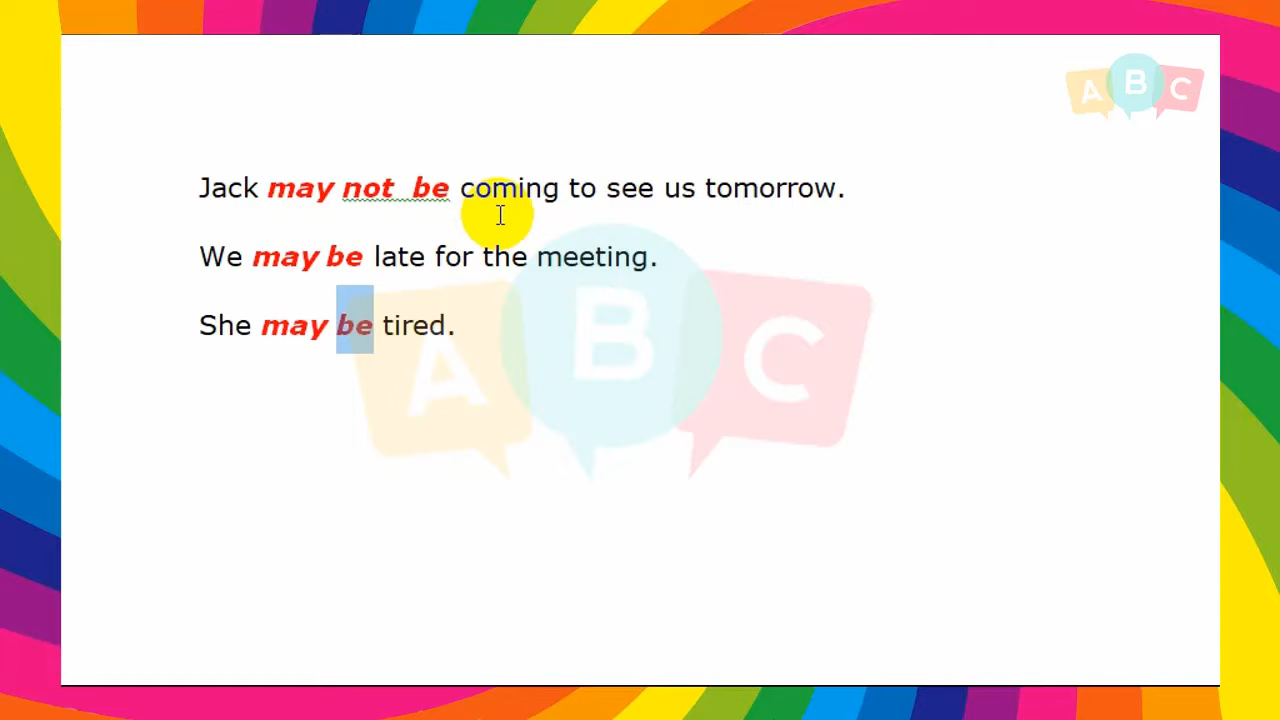 A B C
Jack may not be coming to see us tomorrow.
We may be late for the meeting.
She may be tired.
A B C